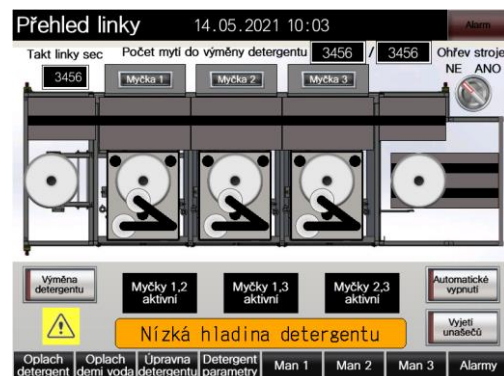 Přehled linky
14.05.2021 10:03
Alarm
Takt linky sec
Počet mytí do výměny detergentu
3456 / 3456
Ohřev stroje
NE ANO
3456
Myčka 1
Myčka 2
Myčka 3
Výměna
detergentu
Myčky 1,2
aktivní
Myčky 1,3
aktivní
Myčky 2,3
aktivní
Automatické
vypnutí
Nízká hladina detergentu
Vyjetí
unašečů
Oplach
detergent
Oplach
demi voda
Úpravna
detergentu
Detergent
parametry
Man 1
Man 2
Man 3
Alarmy